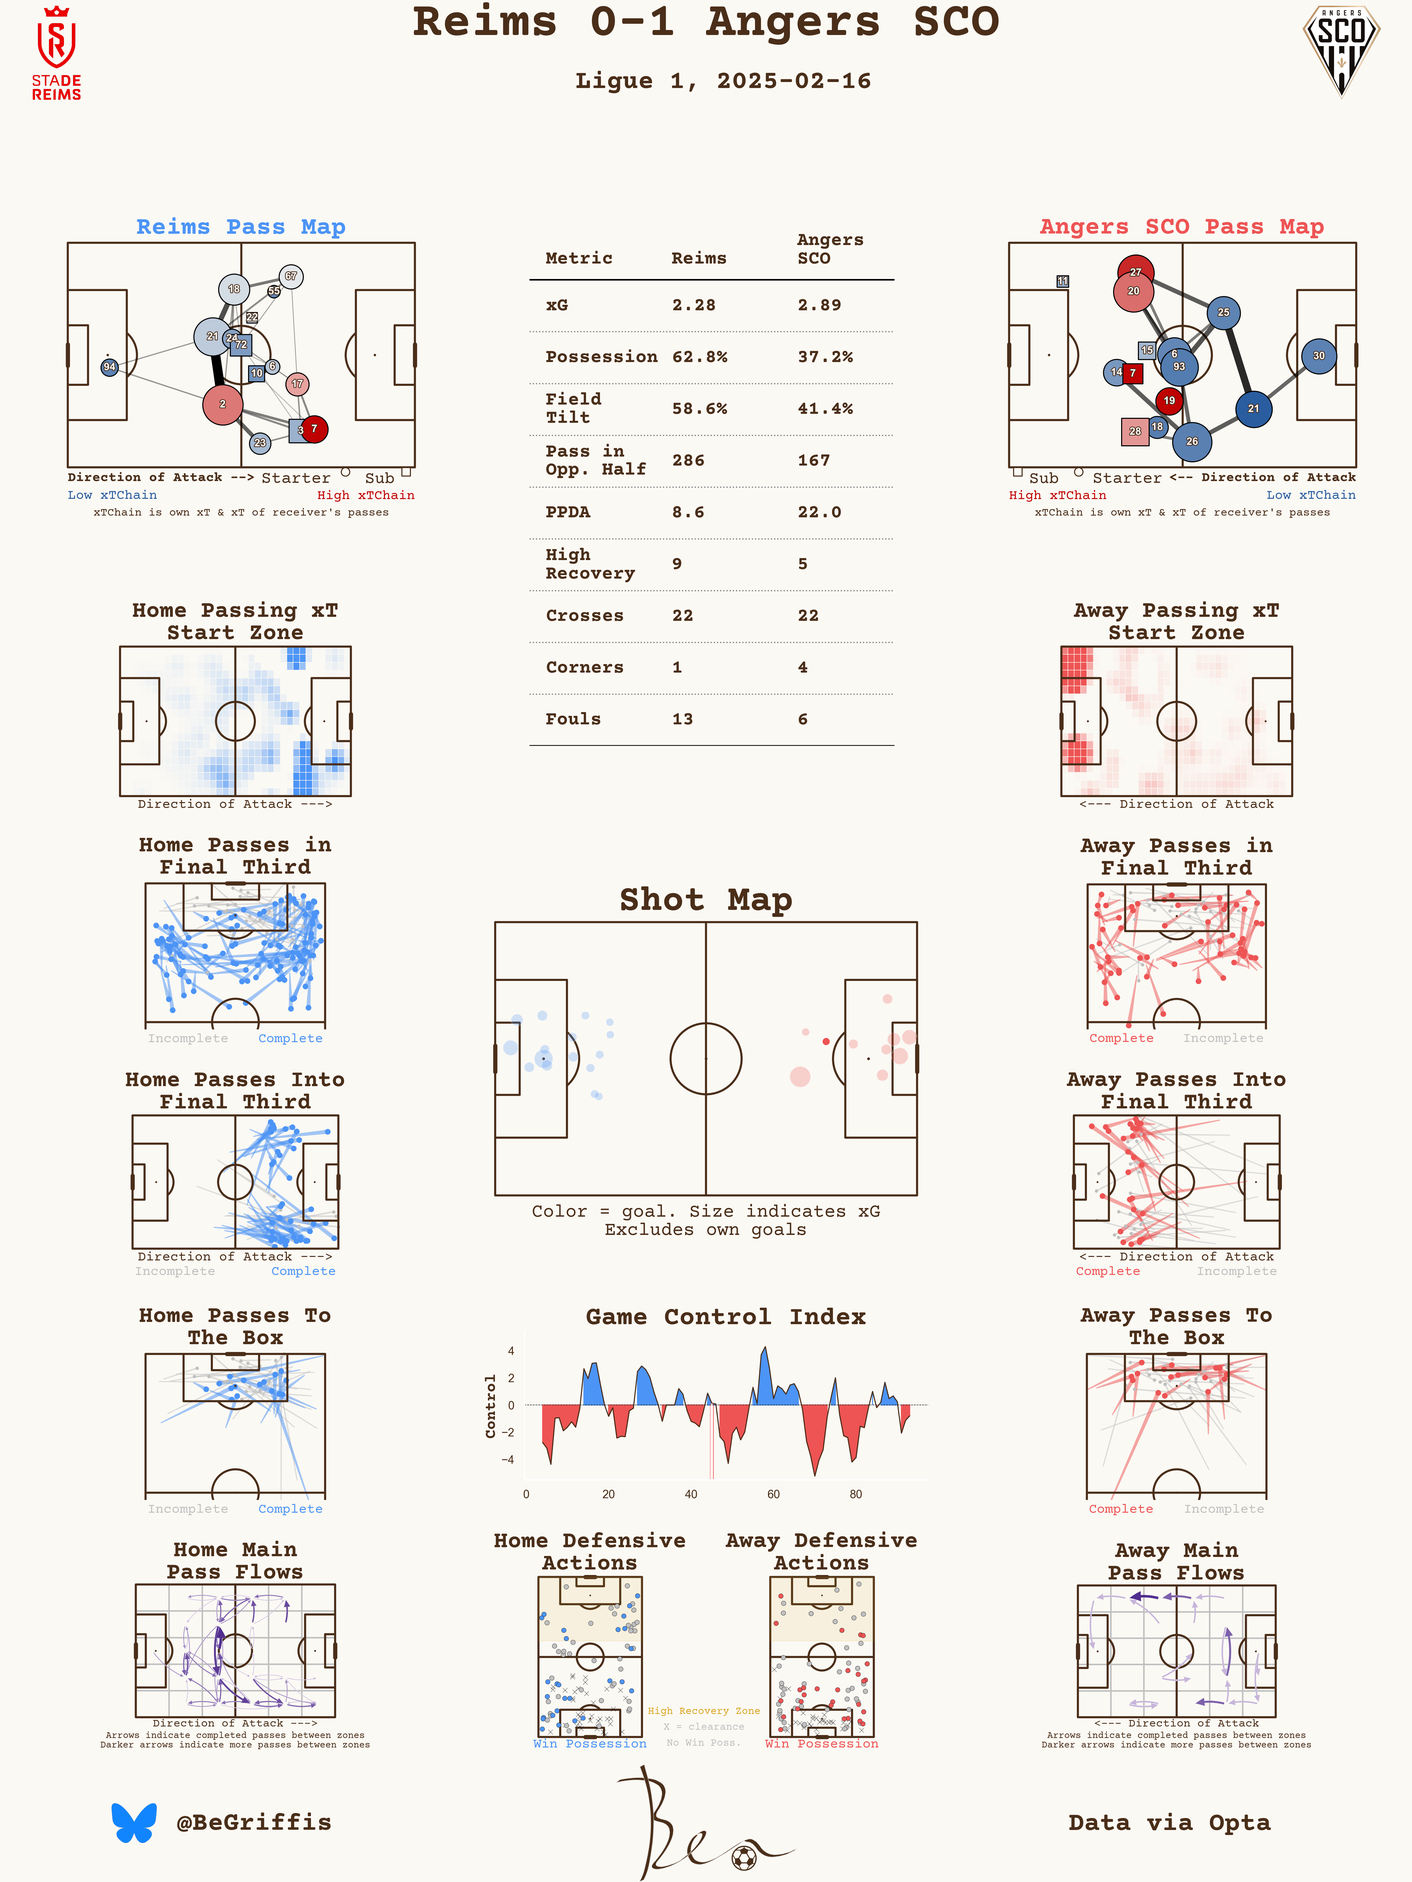 Reims 0-1 Angers SCO
Ligue 1, 2025-02-16
STADE
REIMS
ANGERS
SCO
Reims Pass Map
94
18
67
55
22
21
24
72
10
6
17
2
3
7
23
Direction of Attack --> Starter Sub
Low xTChain High xTChain
xTChain is own xT & xT of receiver's passes
Metric Reims Angers SCO
xG 2.28 2.89
Possession 62.8% 37.2%
Field Tilt 58.6% 41.4%
Pass in Opp. Half 286 167
PPDA 8.6 22.0
High Recovery 9 5
Crosses 22 22
Corners 1 4
Fouls 13 6
Angers SCO Pass Map
11
27
20
25
15
6
93
30
14
7
19
21
28
18
26
Sub Starter <-- Direction of Attack
High xTChain Low xTChain
xTChain is own xT & xT of receiver's passes
Home Passing xT
Start Zone
Direction of Attack --->
Away Passing xT
Start Zone
<--- Direction of Attack
Home Passes in
Final Third
Incomplete Complete
Away Passes in
Final Third
Complete Incomplete
Shot Map
Color = goal. Size indicates xG
Excludes own goals
Home Passes Into
Final Third
Direction of Attack --->
Incomplete Complete
Away Passes Into
Final Third
<--- Direction of Attack
Complete Incomplete
Home Passes To
The Box
Incomplete Complete
Game Control Index
Control
4
2
0
−2
−4
0 20 40 60 80
Away Passes To
The Box
Complete Incomplete
Home Main
Pass Flows
Direction of Attack --->
Arrows indicate completed passes between zones
Darker arrows indicate more passes between zones
Home Defensive
Actions
Win Possession
High Recovery Zone
X = clearance
No Win Poss.
Away Defensive
Actions
Win Possession
Away Main
Pass Flows
<--- Direction of Attack
Arrows indicate completed passes between zones
Darker arrows indicate more passes between zones
@BeGriffis
Ben
Data via Opta